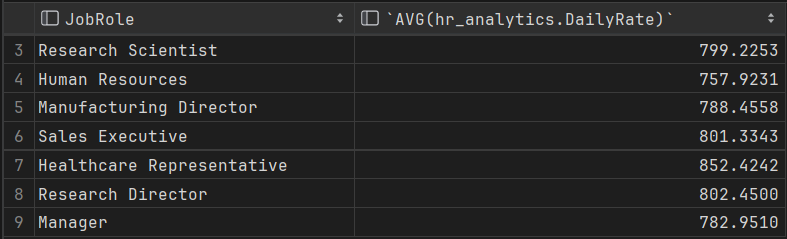 JobRole `AVG(hr_analytics.DailyRate)`
3 Research Scientist 799.2253
4 Human Resources 757.9231
5 Manufacturing Director 788.4558
6 Sales Executive 801.3343
7 Healthcare Representative 852.4242
8 Research Director 802.4500
9 Manager 782.9510